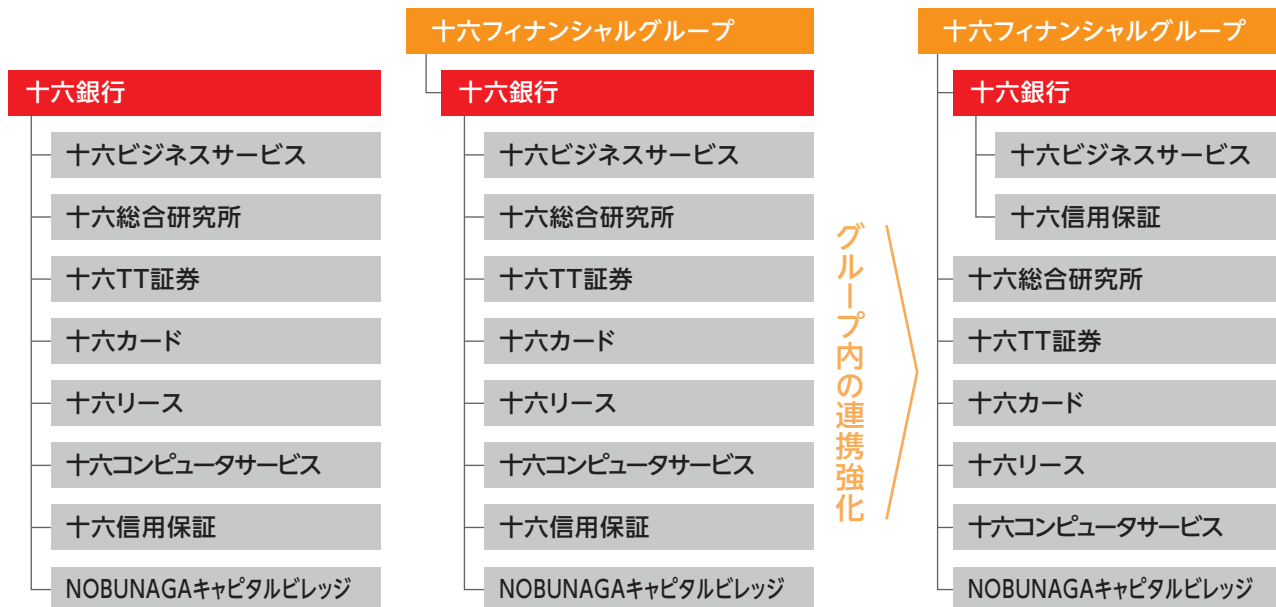 十六銀行
十六ビジネスサービス
十六総合研究所
十六TT証券
十六カード
十六リース
十六コンピュータサービス
十六信用保証
NOBUNAGAキャピタルビレッジ
十六フィナンシャルグループ
十六銀行
十六ビジネスサービス
十六総合研究所
十六TT証券
十六カード
十六リース
十六コンピュータサービス
十六信用保証
NOBUNAGAキャピタルビレッジ
グループ内の連携強化
十六フィナンシャルグループ
十六銀行
十六ビジネスサービス
十六信用保証
十六総合研究所
十六TT証券
十六カード
十六リース
十六コンピュータサービス
NOBUNAGAキャピタルビレッジ